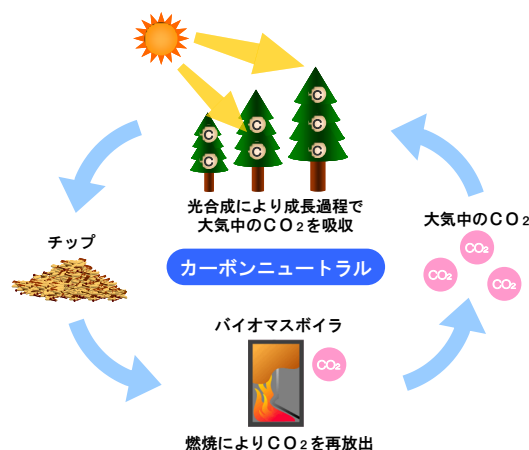 C
C
C
C
C
C
C
光合成により成長過程で
大気中のCO2を吸収
チップ
大気中のCO2
CO2
CO2
CO2
カーボンニュートラル
バイオマスボイラ
CO2
燃焼によりCO2を再放出